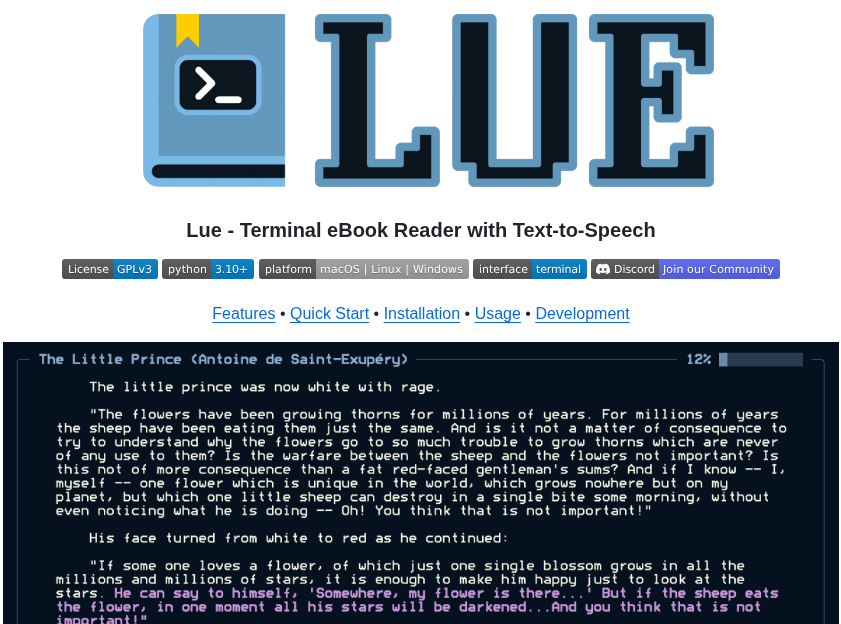 >_ LUE
Lue - Terminal eBook Reader with Text-to-Speech
License GPLv3 python 3.10+ platform macOS | Linux | Windows interface terminal Discord Join our Community
Features • Quick Start • Installation • Usage • Development
The Little Prince (Antoine de Saint-Exupéry) 12%
The little prince was now white with rage.
"The flowers have been growing thorns for millions of years. For millions of years
the sheep have been eating them just the same. And is it not a matter of consequence to
try to understand why the flowers go to so much trouble to grow thorns which are never
of any use to them? Is the warfare between the sheep and the flowers not important? Is
this not of more consequence than a fat red-faced gentleman's sums? And if I know -- I,
myself -- one flower which is unique in the world, which grows nowhere but on my
planet, but which one little sheep can destroy in a single bite some morning, without
even noticing what he is doing -- Oh! You think that is not important!"
His face turned from white to red as he continued:
"If some one loves a flower, of which just one single blossom grows in all the
millions and millions of stars, it is enough to make him happy just to look at the
stars. He can say to himself, 'Somewhere, my flower is there...' But if the sheep eats
the flower, in one moment all his stars will be darkened...And you think that is not
important!"